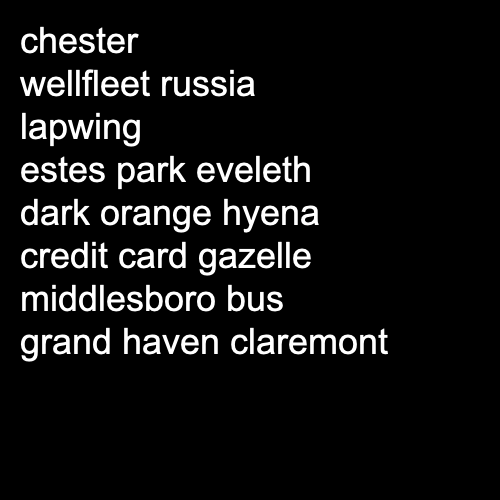 chester
wellfleet russia
lapwing
estes park eveleth
dark orange hyena
credit card gazelle
middlesboro bus
grand haven claremont